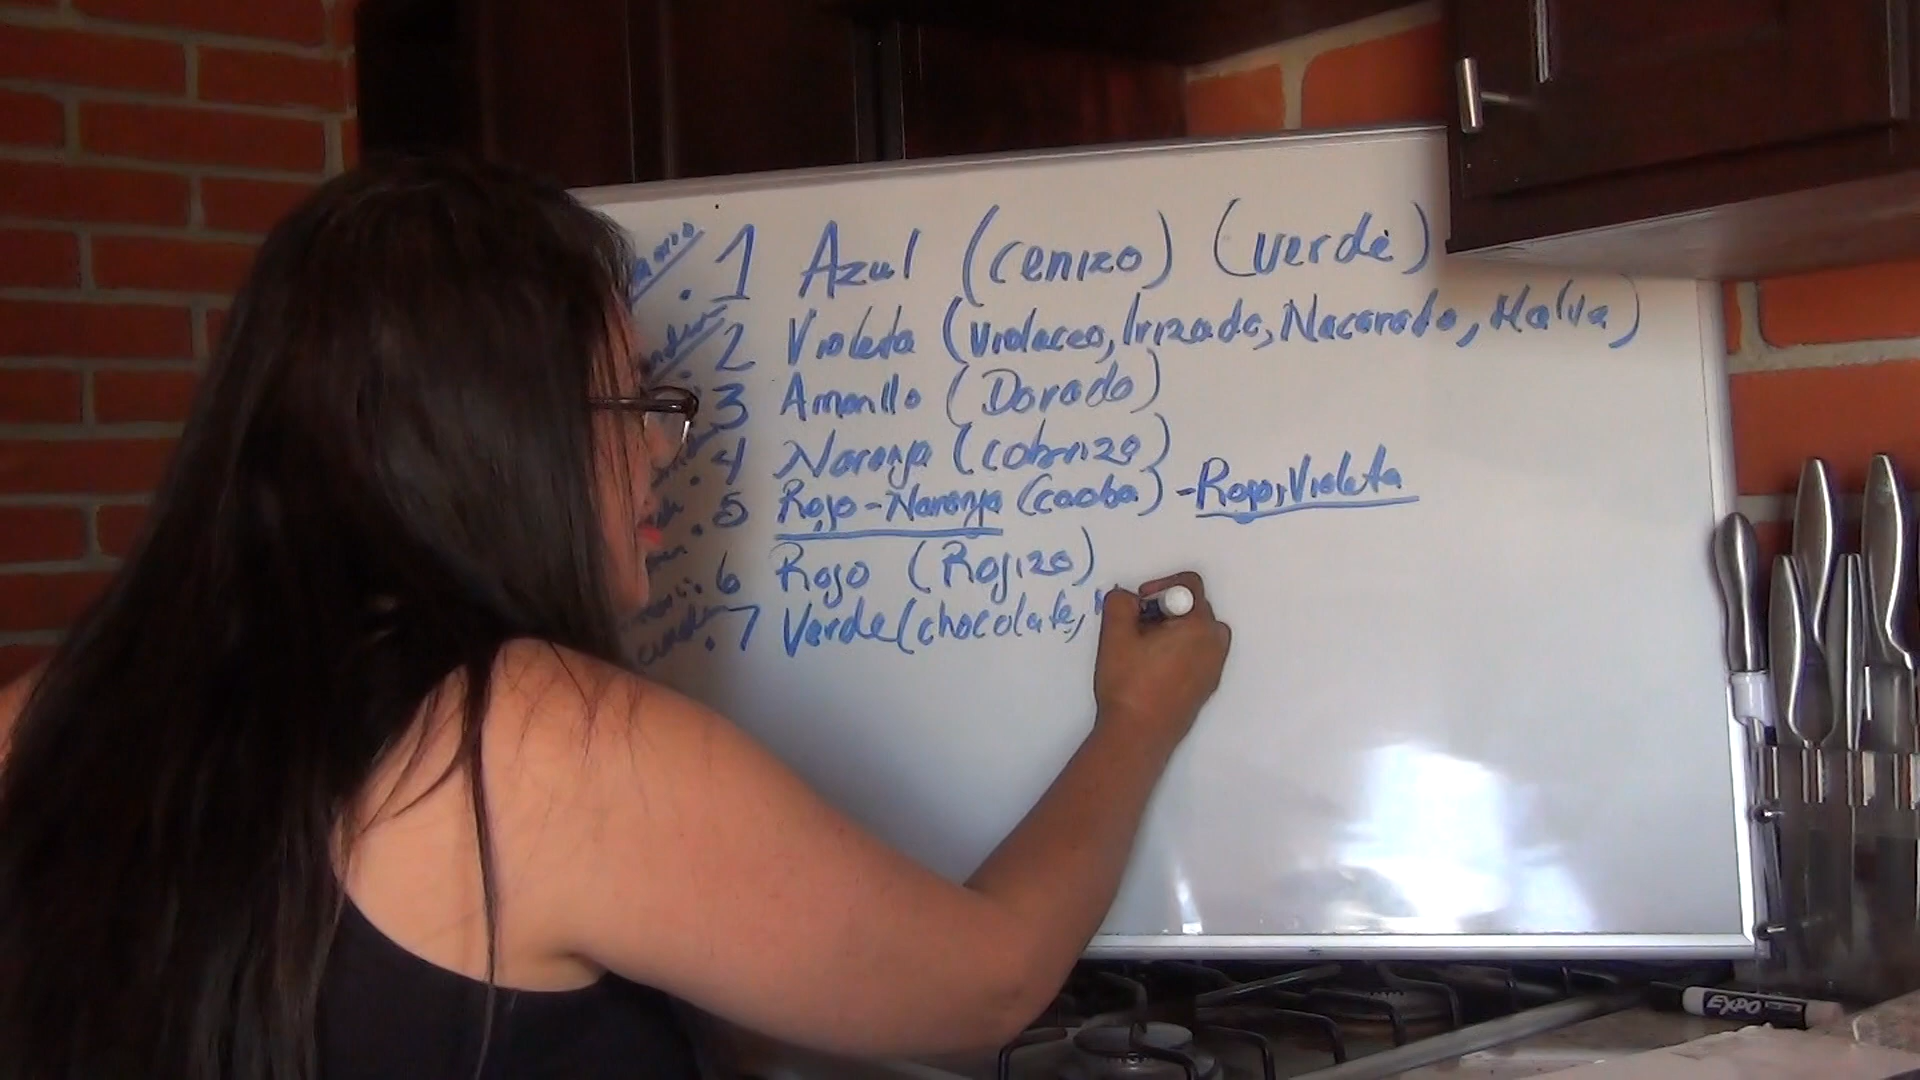 . 1 Azul (cenizo) (verde)
. 2 Violeta (Violaceo, Irizado, Nacarado, Malva)
3 Amarillo (Dorado)
. 4 Naranja (cobrizo)
. 5 Rojo-Naranja (caoba) - Rojo, Violeta
6 Rojo (Rojizo)
. 7 Verde (chocolate,
EXPO